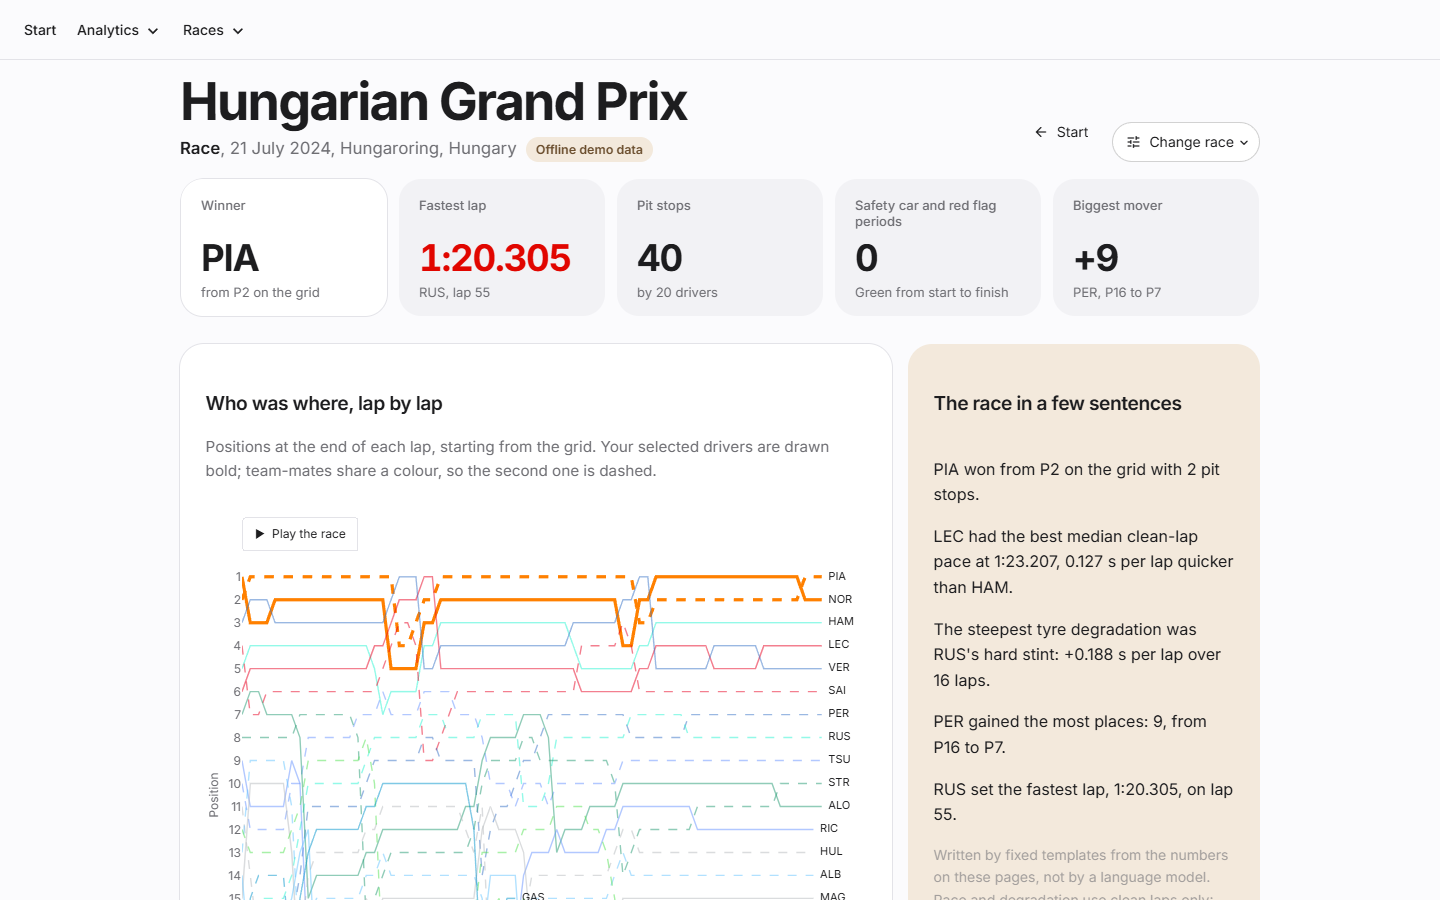 Start Analytics Races
Hungarian Grand Prix
Race, 21 July 2024, Hungaroring, Hungary Offline demo data
Start Change race
Winner
PIA
from P2 on the grid
Fastest lap
1:20.305
RUS, lap 55
Pit stops
40
by 20 drivers
Safety car and red flag
periods
0
Green from start to finish
Biggest mover
+9
PER, P16 to P7
Who was where, lap by lap
Positions at the end of each lap, starting from the grid. Your selected drivers are drawn
bold; team-mates share a colour, so the second one is dashed.
Play the race
Position
1
2
3
4
5
6
7
8
9
10
11
12
13
14
15
PIA
NOR
HAM
LEC
VER
SAI
PER
RUS
TSU
STR
ALO
RIC
HUL
ALB
MAG
GAS
The race in a few sentences
PIA won from P2 on the grid with 2 pit
stops.
LEC had the best median clean-lap
pace at 1:23.207, 0.127 s per lap quicker
than HAM.
The steepest tyre degradation was
RUS's hard stint: +0.188 s per lap over
16 laps.
PER gained the most places: 9, from
P16 to P7.
RUS set the fastest lap, 1:20.305, on lap
55.
Written by fixed templates from the numbers
on these pages, not by a language model.
Race and degradation use clean laps only;